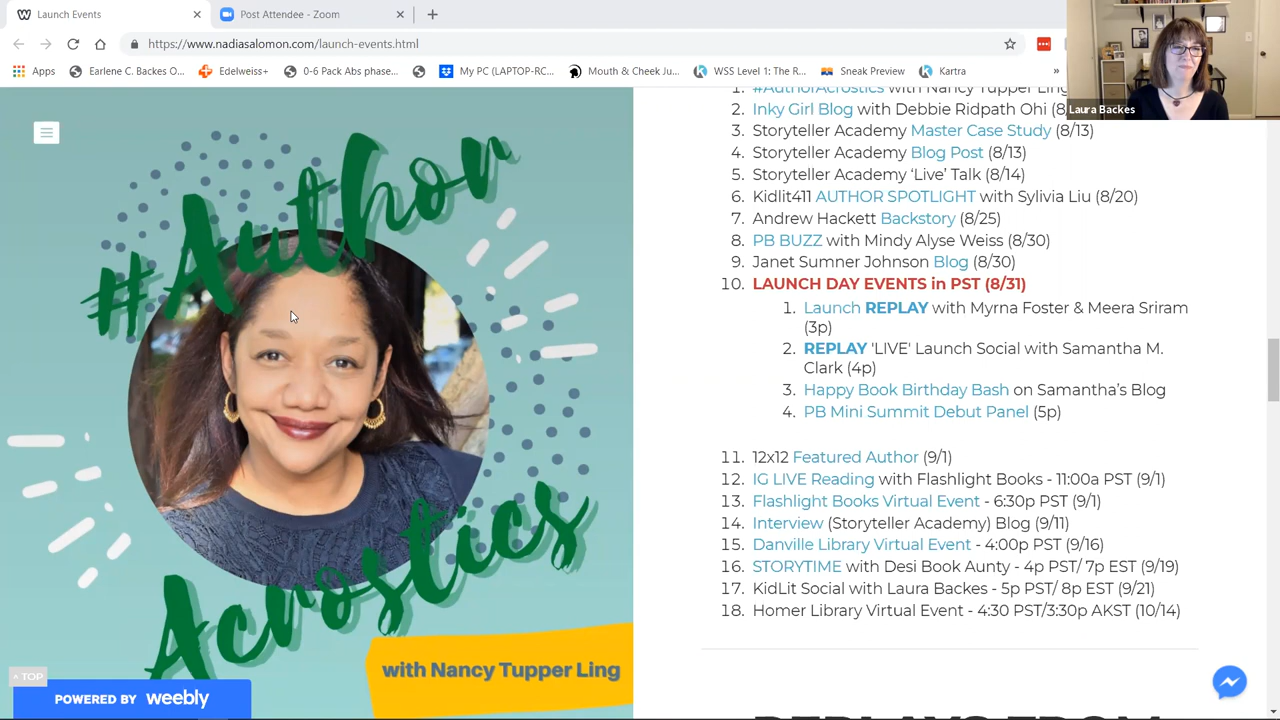 Launch Events
Post Attendee - Zoom
https://www.nadiasalomon.com/launch-events.html
Apps
Earlene C. Backes O...
Edelweiss+
0-6 Pack Abs phase...
My PC (LAPTOP-RC...
Mouth & Cheek Ju...
WSS Level 1: The R...
Sneak Preview
Kartra
»
Laura Backes
#Author
Acrostics
with Nancy Tupper Ling
^ TOP
POWERED BY weebly
1. #AuthorAcrostics with Nancy Tupper Ling
2. Inky Girl Blog with Debbie Ridpath Ohi (8/
3. Storyteller Academy Master Case Study (8/13)
4. Storyteller Academy Blog Post (8/13)
5. Storyteller Academy ‘Live’ Talk (8/14)
6. Kidlit411 AUTHOR SPOTLIGHT with Sylivia Liu (8/20)
7. Andrew Hackett Backstory (8/25)
8. PB BUZZ with Mindy Alyse Weiss (8/30)
9. Janet Sumner Johnson Blog (8/30)
10. LAUNCH DAY EVENTS in PST (8/31)
1. Launch REPLAY with Myrna Foster & Meera Sriram
(3p)
2. REPLAY 'LIVE' Launch Social with Samantha M.
Clark (4p)
3. Happy Book Birthday Bash on Samantha’s Blog
4. PB Mini Summit Debut Panel (5p)
11. 12x12 Featured Author (9/1)
12. IG LIVE Reading with Flashlight Books - 11:00a PST (9/1)
13. Flashlight Books Virtual Event - 6:30p PST (9/1)
14. Interview (Storyteller Academy) Blog (9/11)
15. Danville Library Virtual Event - 4:00p PST (9/16)
16. STORYTIME with Desi Book Aunty - 4p PST/ 7p EST (9/19)
17. KidLit Social with Laura Backes - 5p PST/ 8p EST (9/21)
18. Homer Library Virtual Event - 4:30 PST/3:30p AKST (10/14)